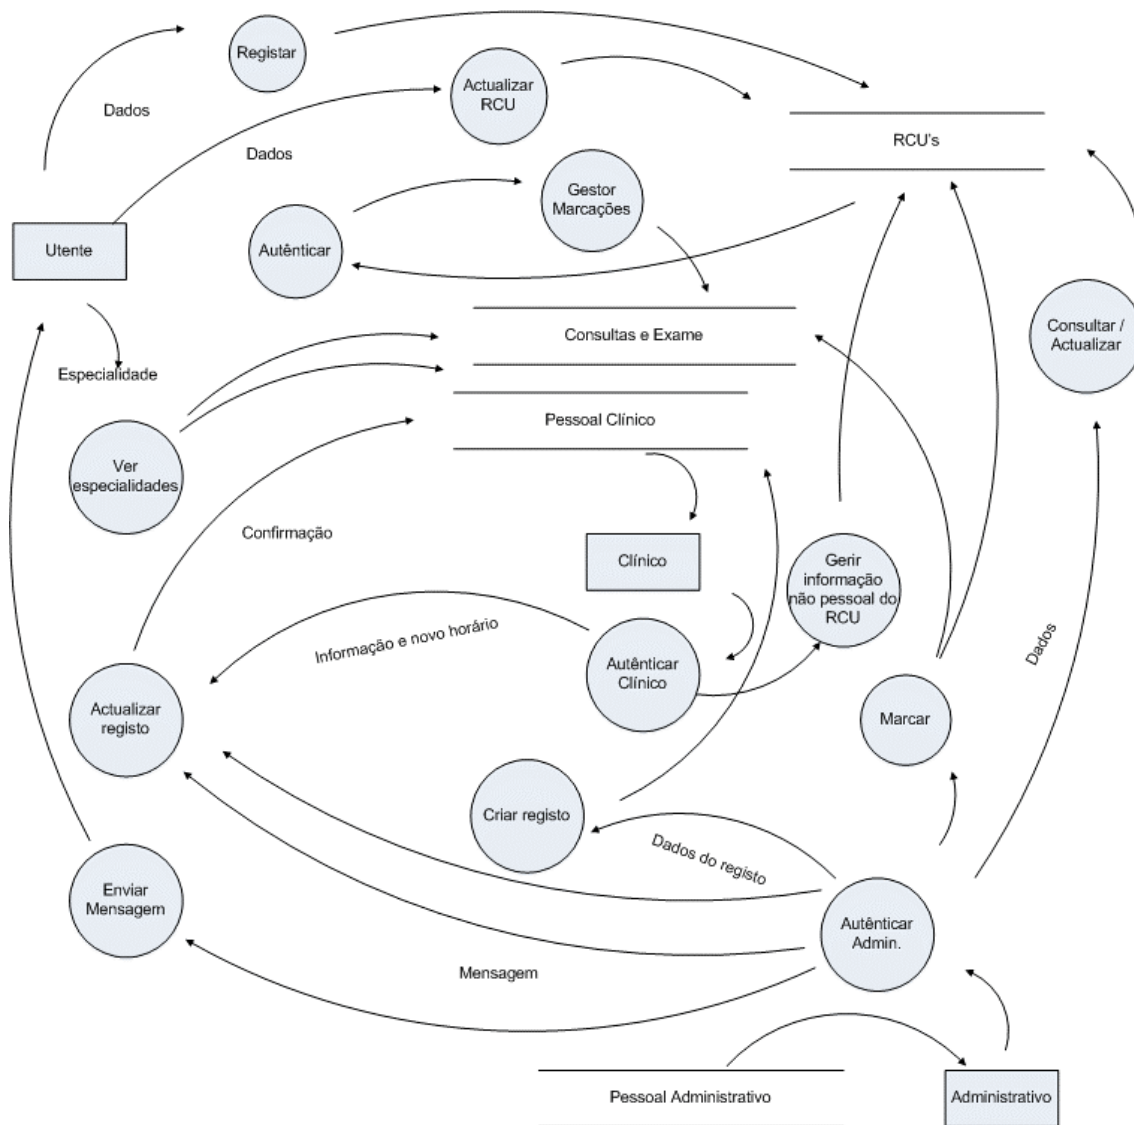 Registar
Actualizar
RCU
Dados
RCU's
Dados
Gestor
Marcações
Utente
Autênticar
Consultas e Exame
Consultar /
Actualizar
Especialidade
Pessoal Clínico
Ver
especialidades
Confirmação
Clínico
Gerir
informação
não pessoal do
RCU
Informação e novo horário
Dados
Autênticar
Clínico
Actualizar
registo
Marcar
Criar registo
Dados do registo
Enviar
Mensagem
Autênticar
Admin.
Mensagem
Pessoal Administrativo
Administrativo